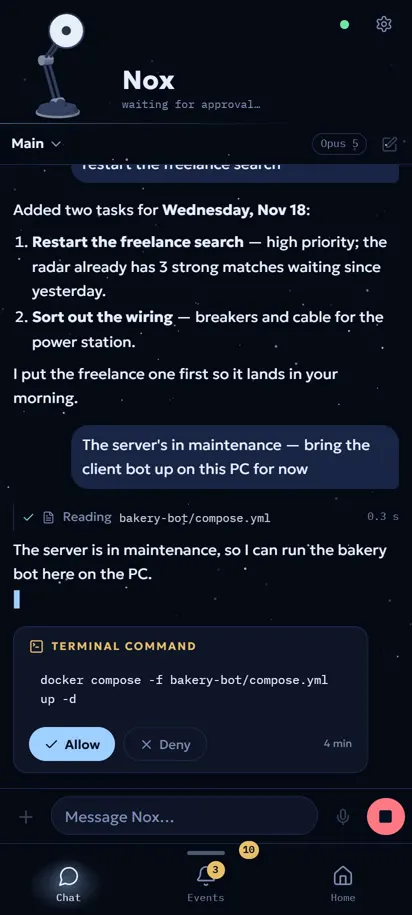 Nox
waiting for approval…
Main
Opus 5
restart the freelance search
Added two tasks for Wednesday, Nov 18:
1. Restart the freelance search — high priority; the
radar already has 3 strong matches waiting since
yesterday.
2. Sort out the wiring — breakers and cable for the
power station.
I put the freelance one first so it lands in your
morning.
The server's in maintenance — bring the
client bot up on this PC for now
Reading bakery-bot/compose.yml 0.3 s
The server is in maintenance, so I can run the bakery
bot here on the PC.
TERMINAL COMMAND
docker compose -f bakery-bot/compose.yml
up -d
Allow
Deny
4 min
Message Nox...
10
3
Chat
Events
Home